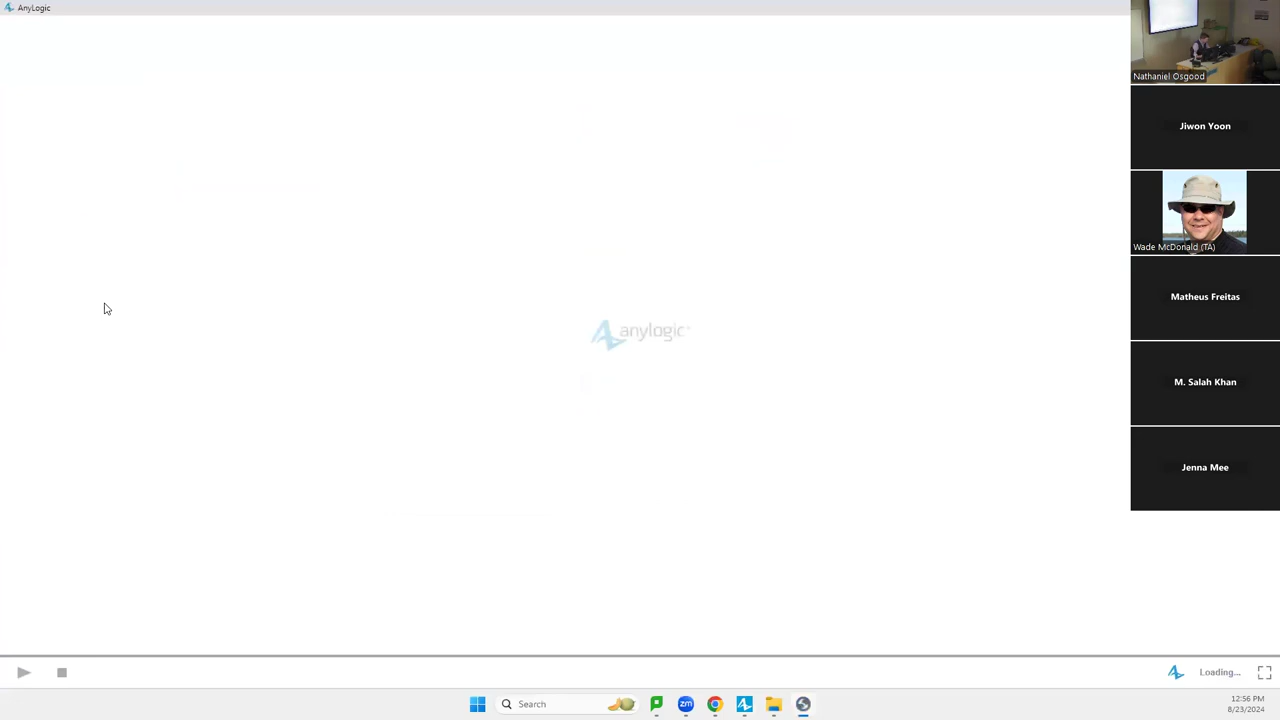 AnyLogic
Nathaniel Osgood
Jiwon Yoon
Wade McDonald (TA)
Matheus Freitas
anylogic
M. Salah Khan
Jenna Mee
Loading...
Search
zm
12:56 PM
8/23/2024